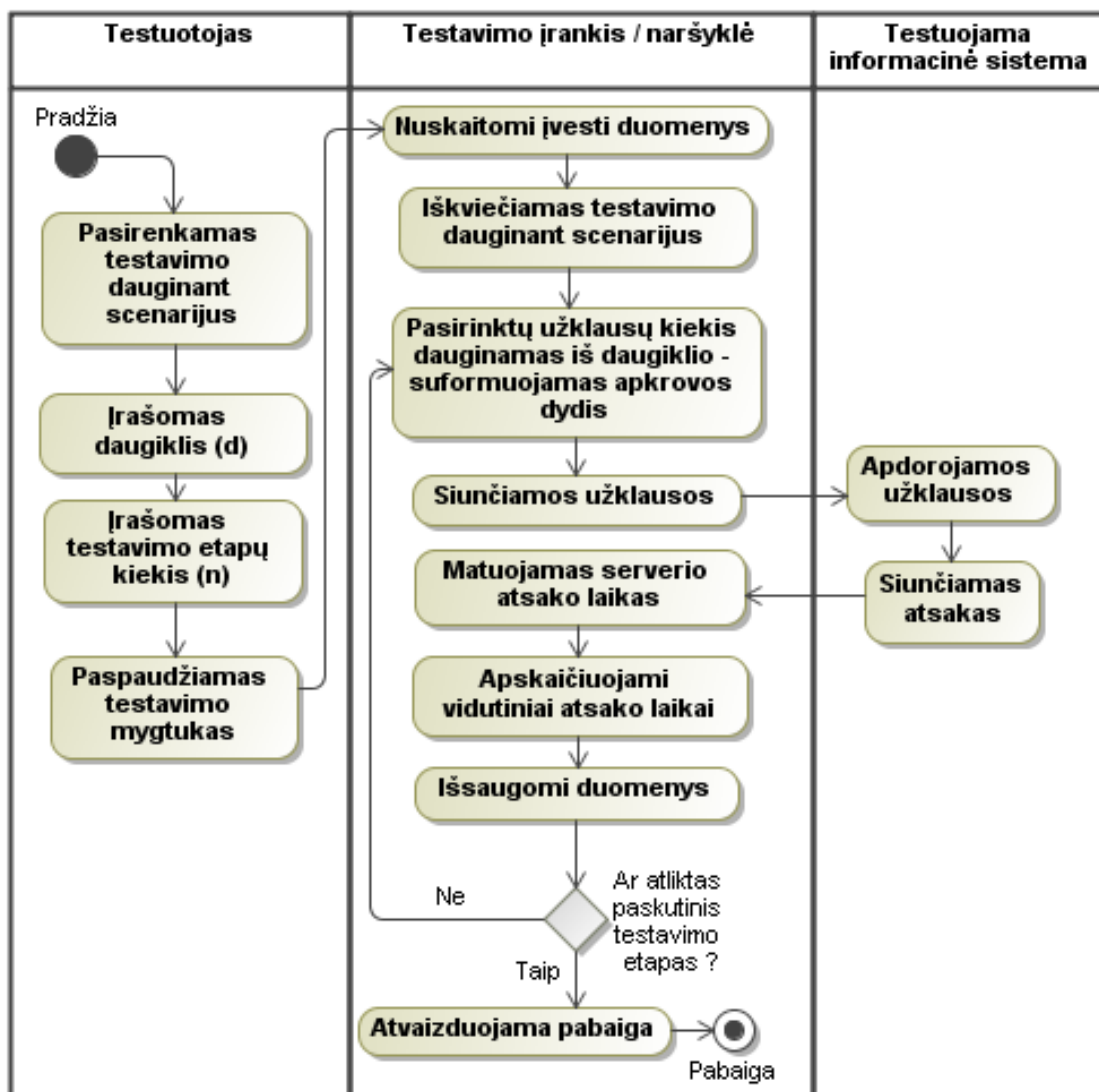 Testuotojas
Testavimo įrankis / naršyklė
Testuojama
informacinė sistema
Pradžia
Pasirenkamas
testavimo
dauginant
scenarijus
Įrašomas
daugiklis (d)
Įrašomas
testavimo etapų
kiekis (n)
Paspaudžiamas
testavimo
mygtukas
Nuskaitomi įvesti duomenys
Iškviečiamas testavimo
dauginant scenarijus
Pasirinktų užklausų kiekis
dauginamas iš daugiklio -
suformuojamas apkrovos
dydis
Siunčiamos užklausos
Apdorojamos
užklausos
Siunčiamas
atsakas
Matuojamas serverio
atsako laikas
Apskaičiuojami
vidutiniai atsako laikai
Išsaugomi duomenys
Ne
Ar atliktas
paskutinis
testavimo
etapas ?
Taip
Atvaizduojama pabaiga
Pabaiga